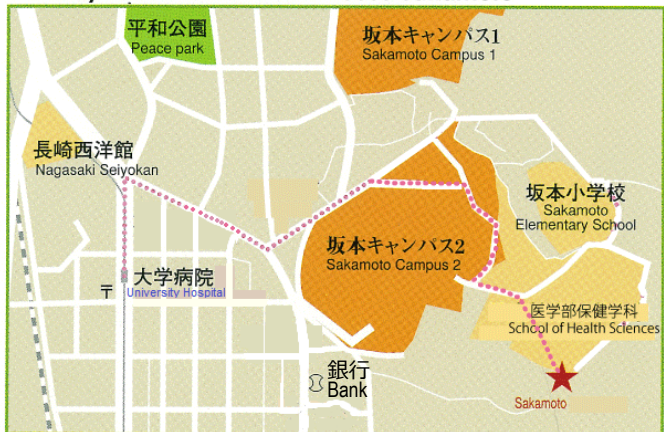 平和公園
Peace park
坂本キャンパス1
Sakamoto Campus 1
長崎西洋館
Nagasaki Seiyokan
坂本小学校
Sakamoto
Elementary School
坂本キャンパス2
Sakamoto Campus 2
〒
大学病院
University Hospital
医学部保健学科
School of Health Sciences
銀行
Bank
Sakamoto